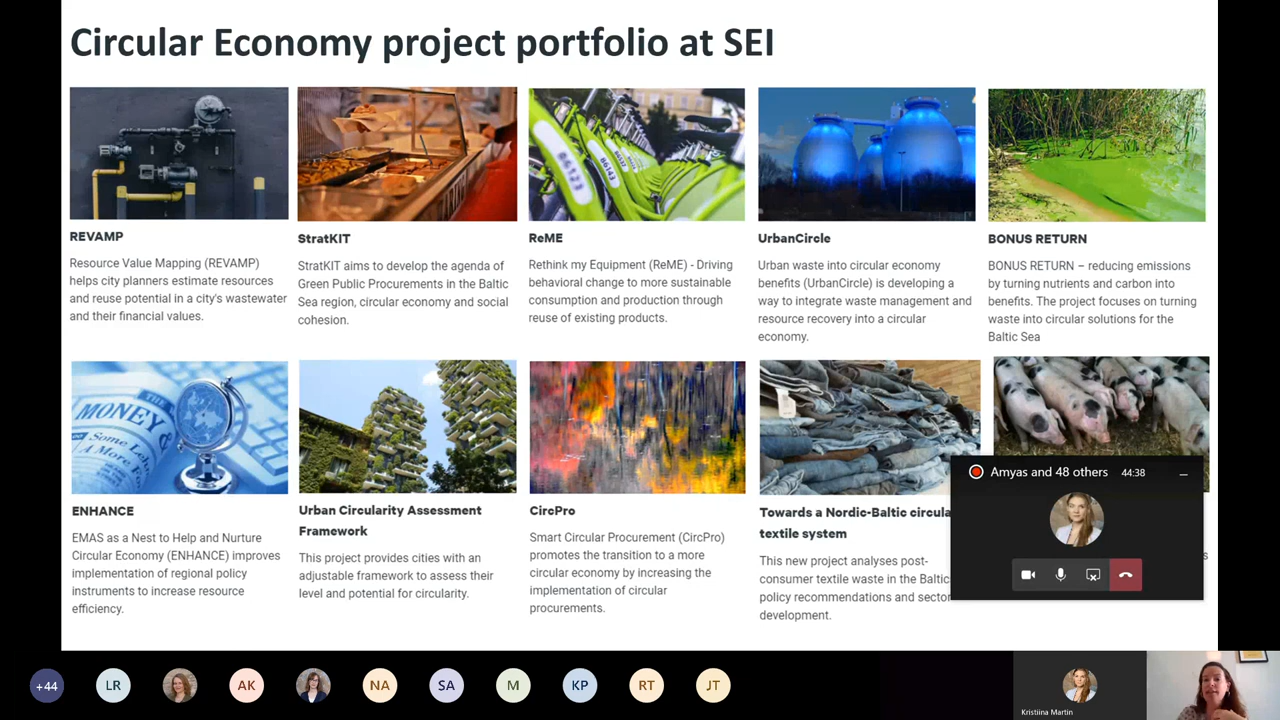 Circular Economy project portfolio at SEI
REVAMP
Resource Value Mapping (REVAMP)
helps city planners estimate resources
and reuse potential in a city's wastewater
and their financial values.
StratKIT
StratKIT aims to develop the agenda of
Green Public Procurements in the Baltic
Sea region, circular economy and social
cohesion.
86123
86143
ReME
Rethink my Equipment (ReME) - Driving
behavioral change to more sustainable
consumption and production through
reuse of existing products.
UrbanCircle
Urban waste into circular economy
benefits (UrbanCircle) is developing a
way to integrate waste management and
resource recovery into a circular
economy.
BONUS RETURN
BONUS RETURN – reducing emissions
by turning nutrients and carbon into
benefits. The project focuses on turning
waste into circular solutions for the
Baltic Sea
THE
MONEY &
Some
A More
ENHANCE
EMAS as a Nest to Help and Nurture
Circular Economy (ENHANCE) improves
implementation of regional policy
instruments to increase resource
efficiency.
Urban Circularity Assessment
Framework
This project provides cities with an
adjustable framework to assess their
level and potential for circularity.
CircPro
Smart Circular Procurement (CircPro)
promotes the transition to a more
circular economy by increasing the
implementation of circular
procurements.
Towards a Nordic-Baltic circula
textile system
This new project analyses post-
consumer textile waste in the Baltic
policy recommendations and sector
development.
s
Amyas and 48 others 44:38
+44
LR
AK
NA
SA
M
KP
RT
JT
Kristiina Martin